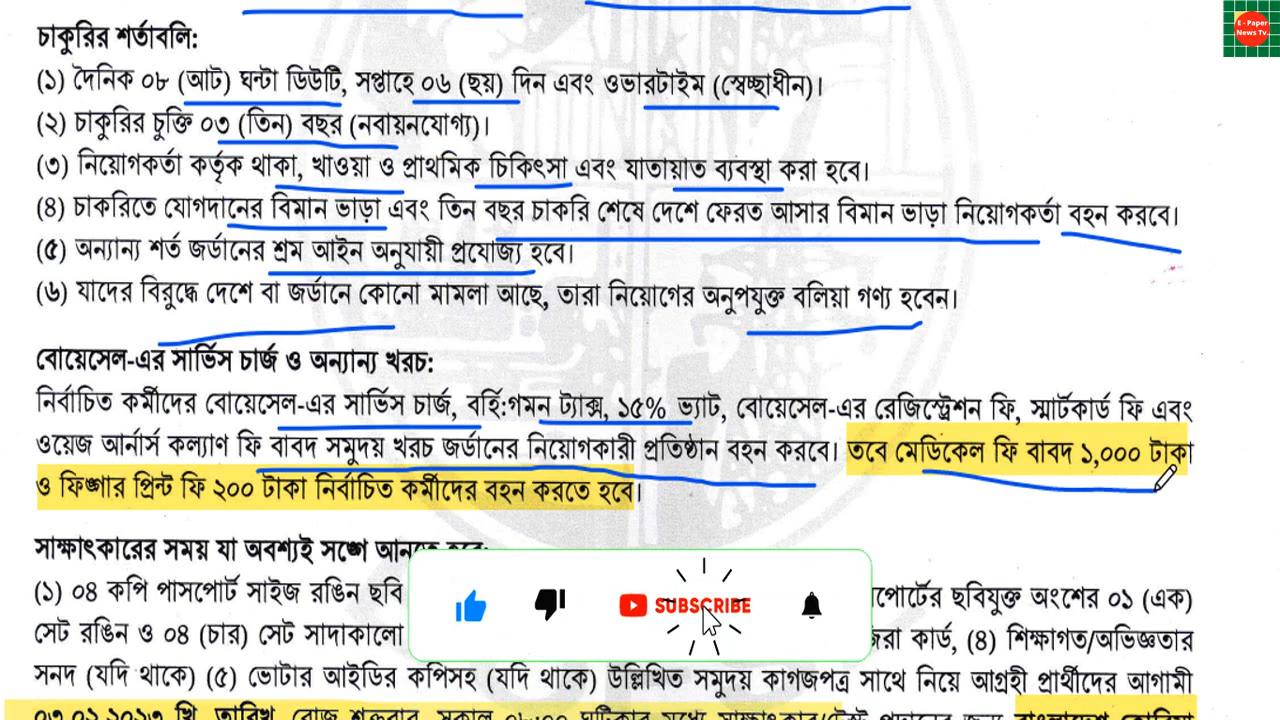 E - Paper
News Tv.
চাকুরির শর্তাবলি:
(১) দৈনিক ০৮ (আট) ঘন্টা ডিউটি, সপ্তাহে ০৬ (ছয়) দিন এবং ওভারটাইম (স্বেচ্ছাধীন)।
(২) চাকুরির চুক্তি ০৩ (তিন) বছর (নবায়নযোগ্য)।
(৩) নিয়োগকর্তা কর্তৃক থাকা, খাওয়া ও প্রাথমিক চিকিৎসা এবং যাতায়াত ব্যবস্থা করা হবে।
(৪) চাকরিতে যোগদানের বিমান ভাড়া এবং তিন বছর চাকরি শেষে দেশে ফেরত আসার বিমান ভাড়া নিয়োগকর্তা বহন করবে।
(৫) অন্যান্য শর্ত জর্ডানের শ্রম আইন অনুযায়ী প্রযোজ্য হবে।
(৬) যাদের বিরুদ্ধে দেশে বা জর্ডানে কোনো মামলা আছে, তারা নিয়োগের অনুপযুক্ত বলিয়া গণ্য হবেন।
বোয়েসেল-এর সার্ভিস চার্জ ও অন্যান্য খরচ:
নির্বাচিত কর্মীদের বোয়েসেল-এর সার্ভিস চার্জ, বর্হি:গমন ট্যাক্স, ১৫% ভ্যাট, বোয়েসেল-এর রেজিস্ট্রেশন ফি, স্মার্টকার্ড ফি এবং
ওয়েজ আর্নার্স কল্যাণ ফি বাবদ সমুদয় খরচ জর্ডানের নিয়োগকারী প্রতিষ্ঠান বহন করবে। তবে মেডিকেল ফি বাবদ ১,০০০ টাকা
ও ফিঙ্গার প্রিন্ট ফি ২০০ টাকা নির্বাচিত কর্মীদের বহন করতে হবে।
সাক্ষাৎকারের সময় যা অবশ্যই সঙ্গে আনতে হবে:
(১) ০৪ কপি পাসপোর্ট সাইজ রঙিন ছবি পোর্টের ছবিযুক্ত অংশের ০১ (এক)
সেট রঙিন ও ০৪ (চার) সেট সাদাকালো কার্ড, (৪) শিক্ষাগত/অভিজ্ঞতার
SUBSCRIBE
সনদ (যদি থাকে) (৫) ভোটার আইডির কপিসহ (যদি থাকে) উল্লিখিত সমুদয় কাগজপত্র সাথে নিয়ে আগ্রহী প্রার্থীদের আগামী